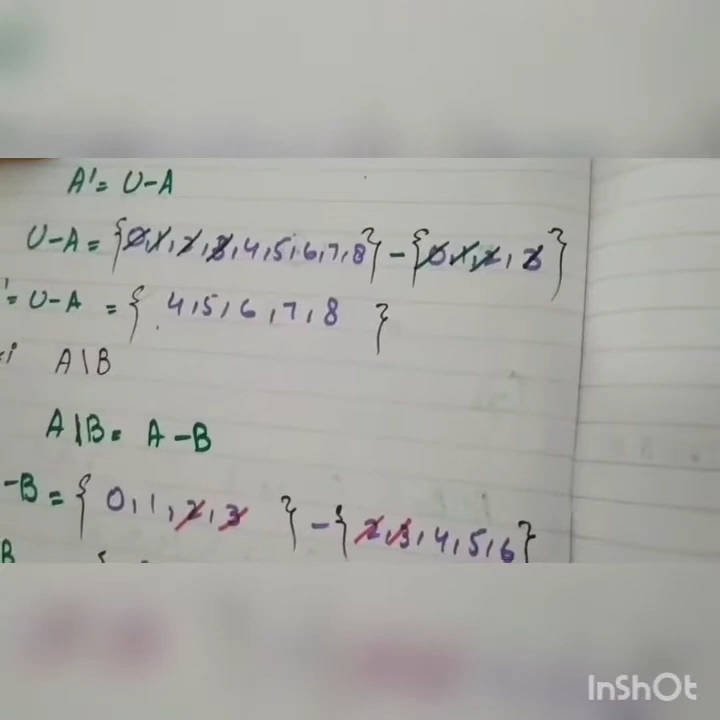 A' = U-A
U-A = {0,1,2,3,4,5,6,7,8} - {0,1,2,3}
' = U-A = {4,5,6,7,8}
A\B
A\B = A-B
-B = {0,1,2,3} - {2,3,4,5,6}
B {
InShOt